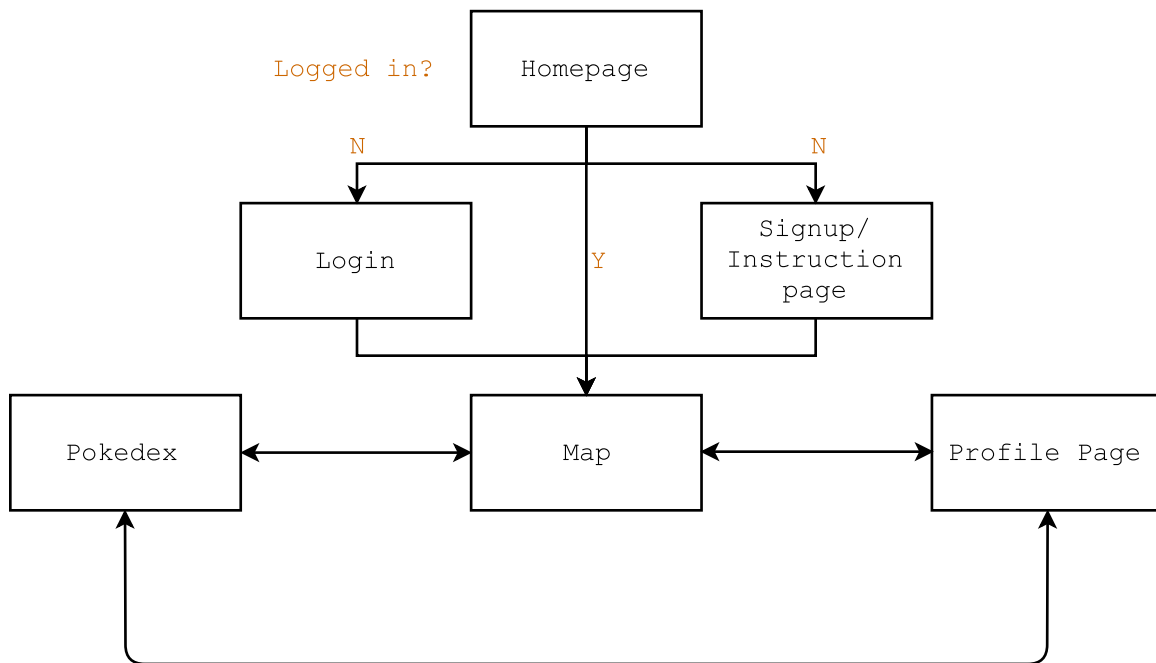 Logged in?
Homepage
N
N
Login
Y
Signup/
Instruction
page
Pokedex
Map
Profile Page